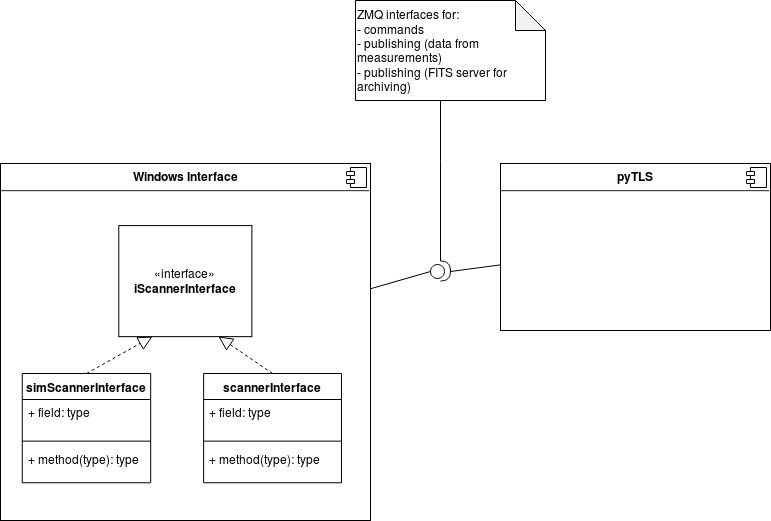 ZMQ interfaces for:
- commands
- publishing (data from
measurements)
- publishing (FITS server for
archiving)
Windows Interface
pyTLS
«interface»
iScannerInterface
simScannerInterface
+ field: type
+ method(type): type
scannerInterface
+ field: type
+ method(type): type